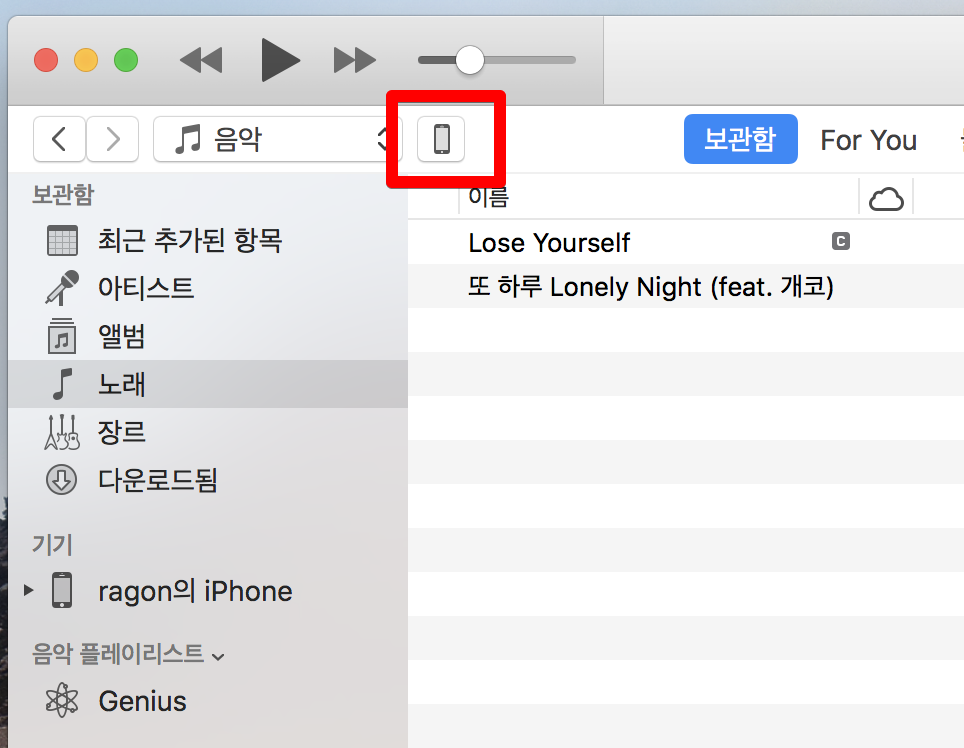 음악
보관함
For You
보관함
이름
최근 추가된 항목
Lose Yourself
C
아티스트
또 하루 Lonely Night (feat. 개코)
앨범
노래
장르
다운로드됨
기기
ragon의 iPhone
음악 플레이리스트
Genius